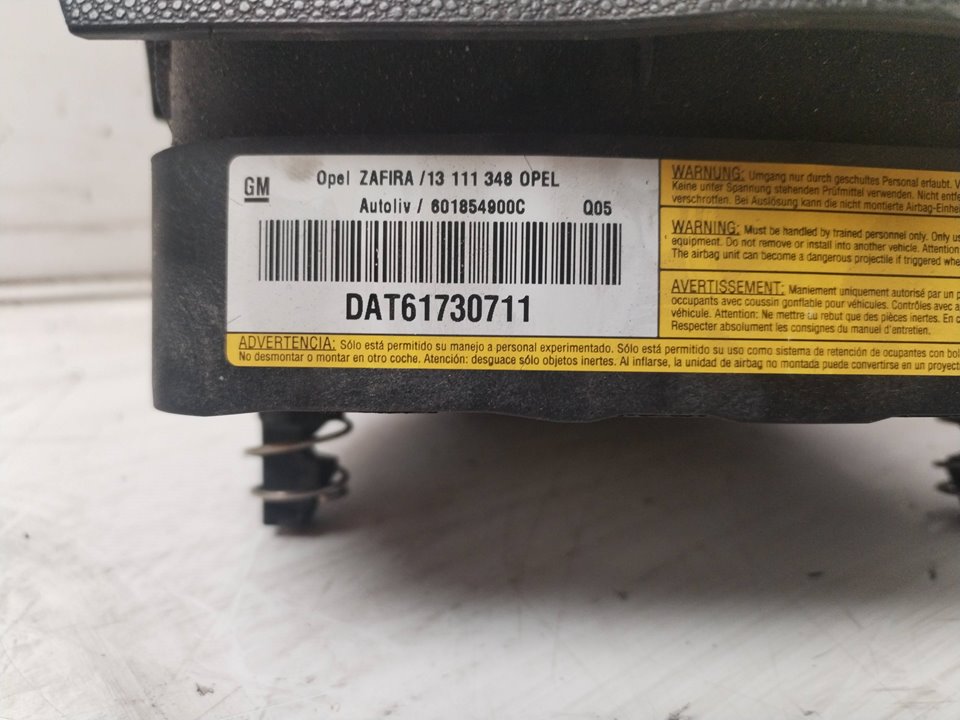 GM
Opel ZAFIRA /13 111 348 OPEL
Autoliv / 601854900C Q05
DAT61730711
WARNUNG: Umgang nur durch geschultes Personal erlaubt.
Keine unter Spannung stehenden Prüfmittel verwenden. Nicht
verschrotten. Bei Auslösung kann die nicht montierte
WARNING: Must be handled by trained personnel only. Only
equipment. Do not remove or install into another vehicle. Attention:
The airbag unit can become a dangerous projectile if triggered
AVERTISSEMENT: Maniement uniquement autorisé par un
occupants avec coussin gonflable pour véhicules. Contrôles avec
véhicule. Attention: Ne mettre au rebut que des pièces inertes. En
Respecter absolument les consignes du manuel d'entretien.
ADVERTENCIA: Sólo está permitido su manejo a personal experimentado. Sólo está permitido su uso como sistema de retención de ocupantes con
No desmontar o montar en otro coche. Atención: desguace sólo objetos inertes. Al inflarse, la unidad de airbag no montada puede convertirse en un